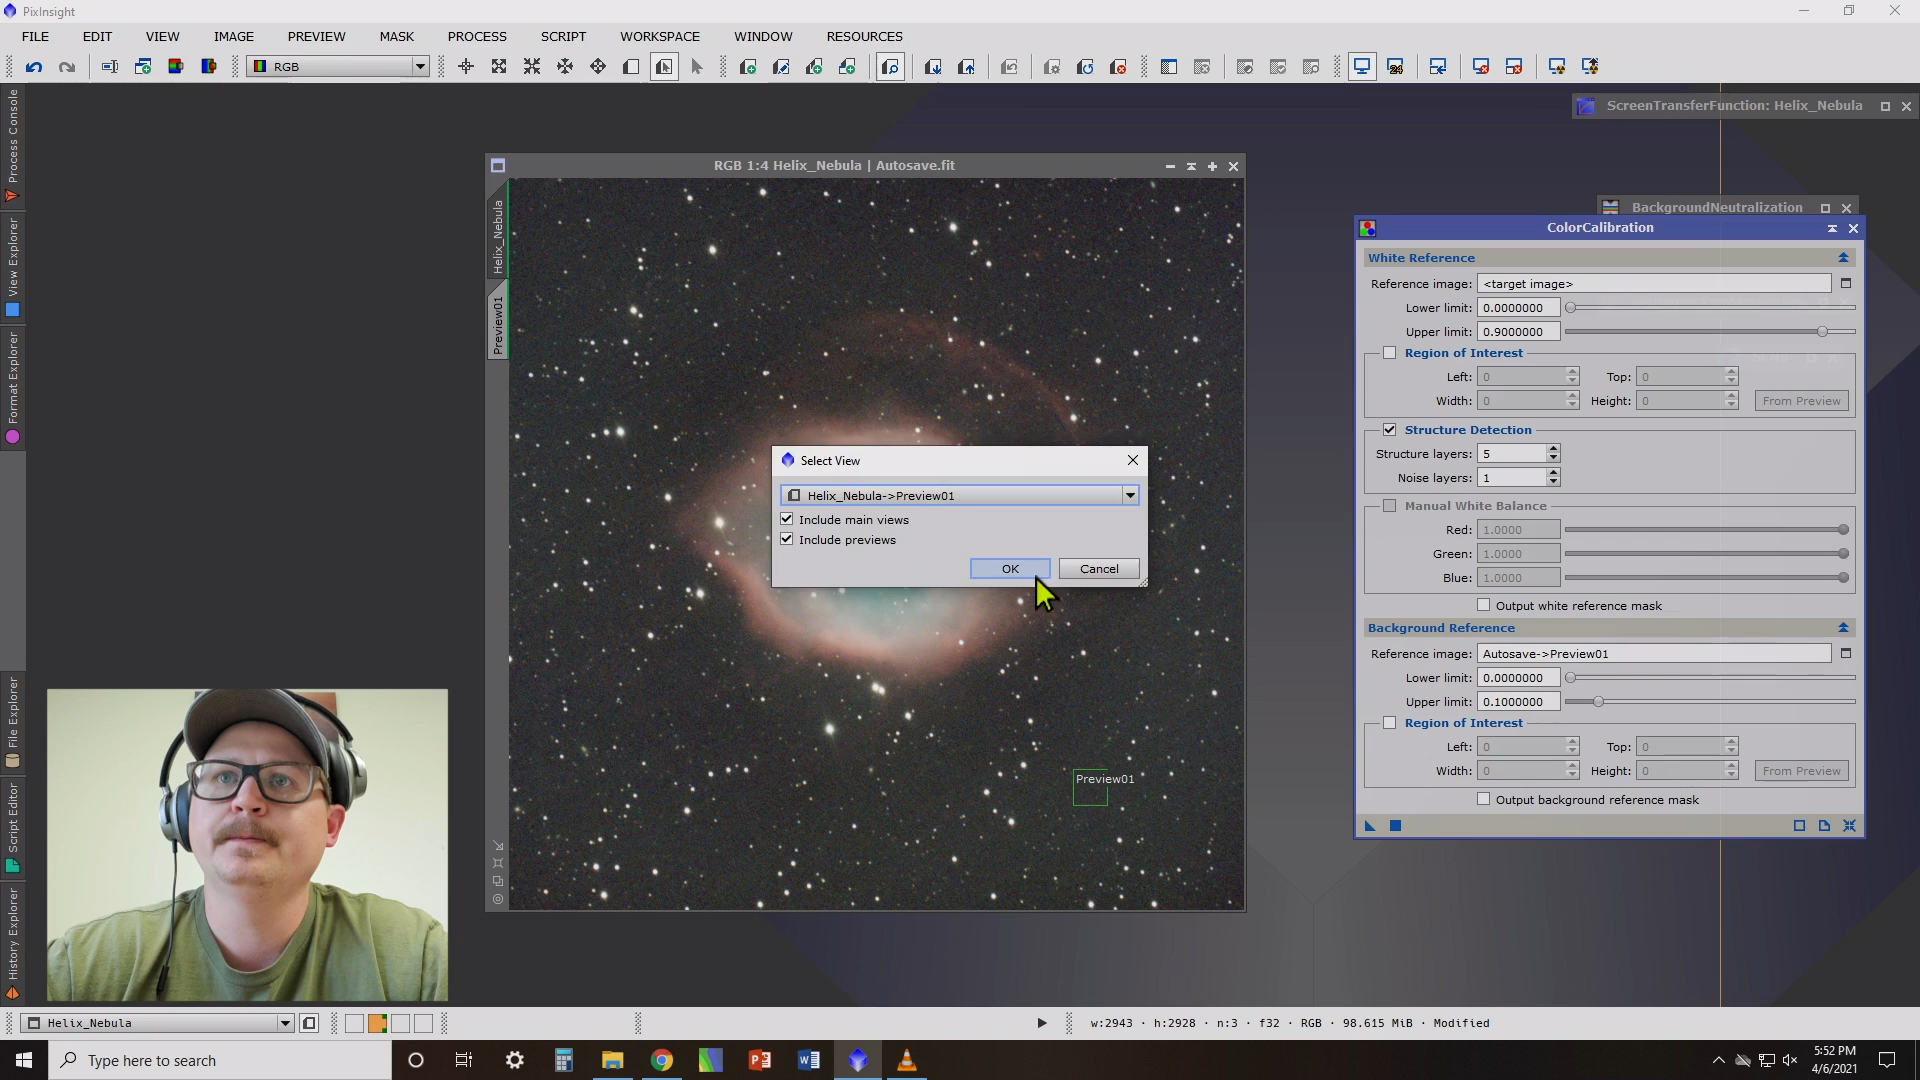 PixInsight
FILE EDIT VIEW IMAGE PREVIEW MASK PROCESS SCRIPT WORKSPACE WINDOW RESOURCES
RGB
24
Process Console
View Explorer
Format Explorer
File Explorer
Script Editor
History Explorer
ScreenTransferFunction: Helix_Nebula
RGB 1:4 Helix_Nebula | Autosave.fit
Helix_Nebula
Preview01
Preview01
Select View
Helix_Nebula->Preview01
Include main views
Include previews
OK Cancel
BackgroundNeutralization
ColorCalibration
White Reference
Reference image: <target image>
Lower limit: 0.0000000
Upper limit: 0.9000000
Region of Interest
Left: 0 Top: 0
Width: 0 Height: 0 From Preview
Structure Detection
Structure layers: 5
Noise layers: 1
Manual White Balance
Red: 1.0000
Green: 1.0000
Blue: 1.0000
Output white reference mask
Background Reference
Reference image: Autosave->Preview01
Lower limit: 0.0000000
Upper limit: 0.1000000
Region of Interest
Left: 0 Top: 0
Width: 0 Height: 0 From Preview
Output background reference mask
Helix_Nebula
w:2943 · h:2928 · n:3 · f32 · RGB · 98.615 MiB · Modified
Type here to search
5:52 PM
4/6/2021